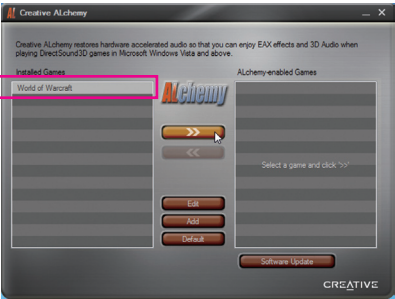 Creative ALchemy
Creative ALchemy restores hardware accelerated audio so that you can enjoy EAX effects and 3D Audio when
playing DirectSound3D games in Microsoft Windows Vista and above.
Installed Games
ALchemy-enabled Games
World of Warcraft
ALchemy
>>
<<
Select a game and click '>>'
Edit
Add
Default
Software Update
CREATIVE